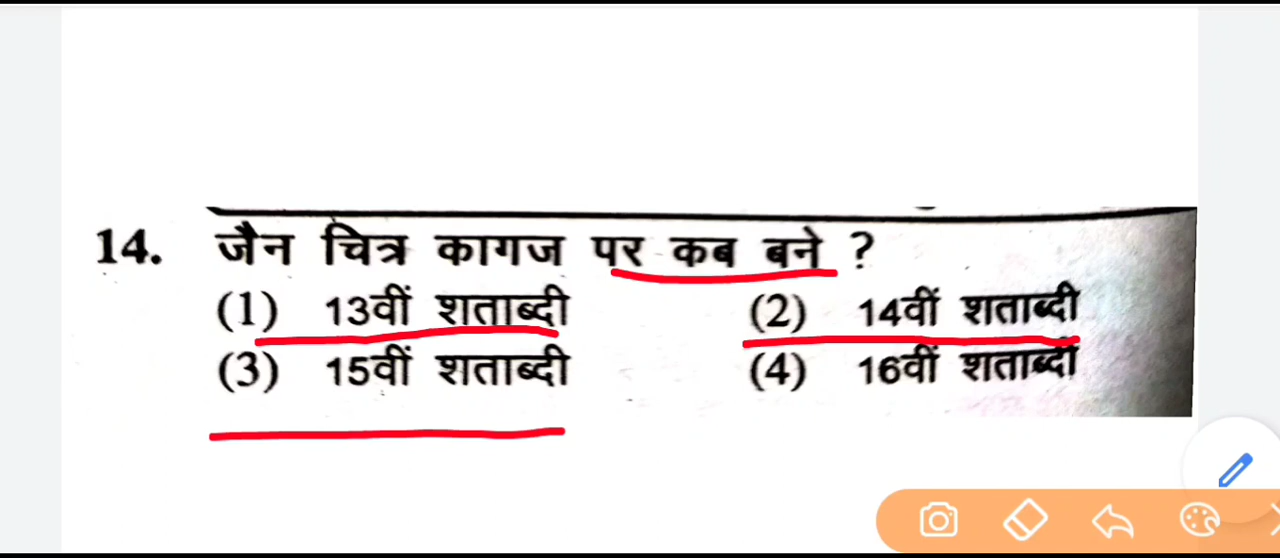 14. जैन चित्र कागज पर कब बने ?
(1) 13वीं शताब्दी (2) 14वीं शताब्दी
(3) 15वीं शताब्दी (4) 16वीं शताब्दी